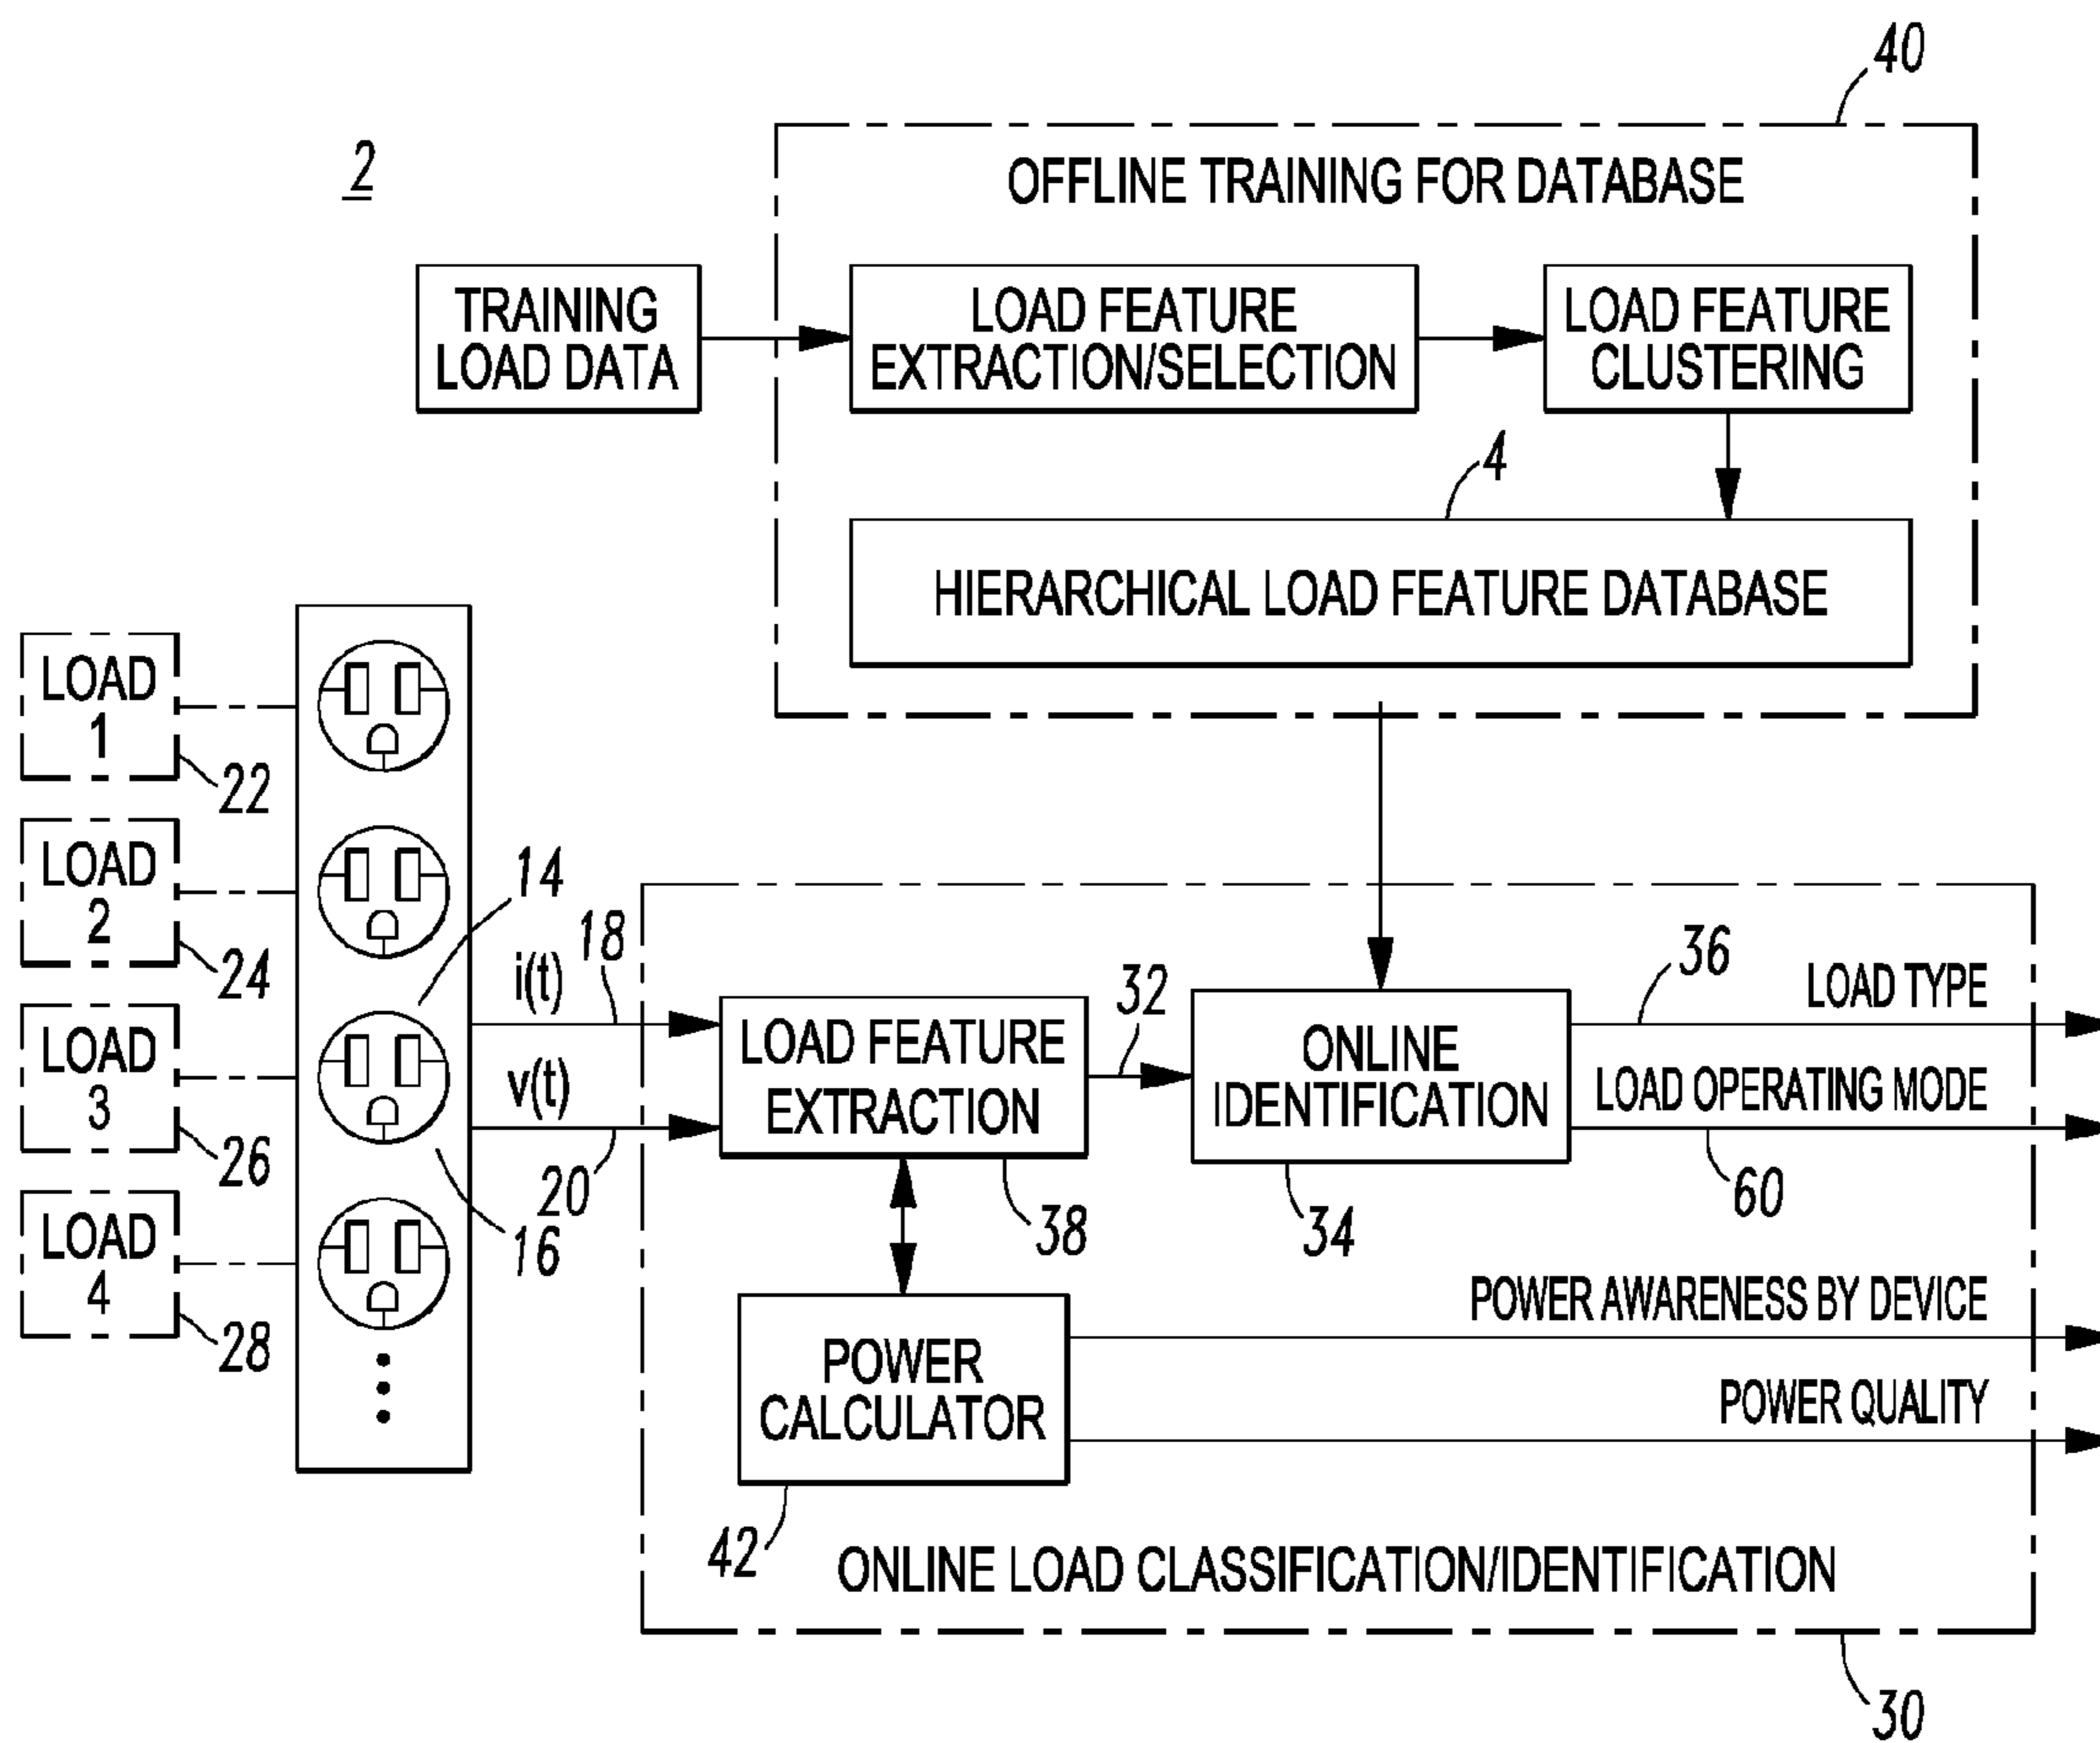 40
2
OFFLINE TRAINING FOR DATABASE
TRAINING
LOAD DATA
LOAD FEATURE
EXTRACTION/SELECTION
LOAD FEATURE
CLUSTERING
4
HIERARCHICAL LOAD FEATURE DATABASE
LOAD
1
22
LOAD
2
24
LOAD
3
26
LOAD
4
28
14
16
i(t)
18
v(t)
20
LOAD FEATURE
EXTRACTION
38
32
ONLINE
IDENTIFICATION
34
36
LOAD TYPE
LOAD OPERATING MODE
60
POWER
CALCULATOR
42
POWER AWARENESS BY DEVICE
POWER QUALITY
ONLINE LOAD CLASSIFICATION/IDENTIFICATION
30